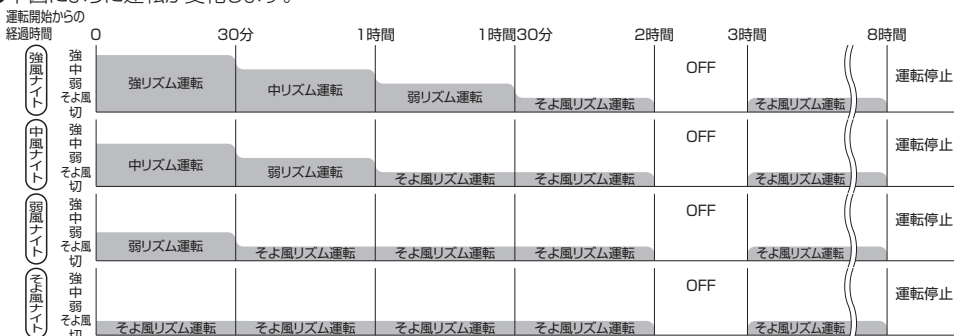 ●下図のように運転が変化します。
運転開始からの
経過時間 0 30分 1時間 1時間30分 2時間 3時間 8時間
強風ナイト
強
中
弱
そよ風
切
強リズム運転 中リズム運転 弱リズム運転 そよ風リズム運転 OFF そよ風リズム運転 運転停止
中風ナイト
強
中
弱
そよ風
切
中リズム運転 弱リズム運転 そよ風リズム運転 そよ風リズム運転 OFF そよ風リズム運転 運転停止
弱風ナイト
強
中
弱
そよ風
切
弱リズム運転 そよ風リズム運転 そよ風リズム運転 そよ風リズム運転 OFF そよ風リズム運転 運転停止
そよ風ナイト
強
中
弱
そよ風
切
そよ風リズム運転 そよ風リズム運転 そよ風リズム運転 そよ風リズム運転 OFF そよ風リズム運転 運転停止